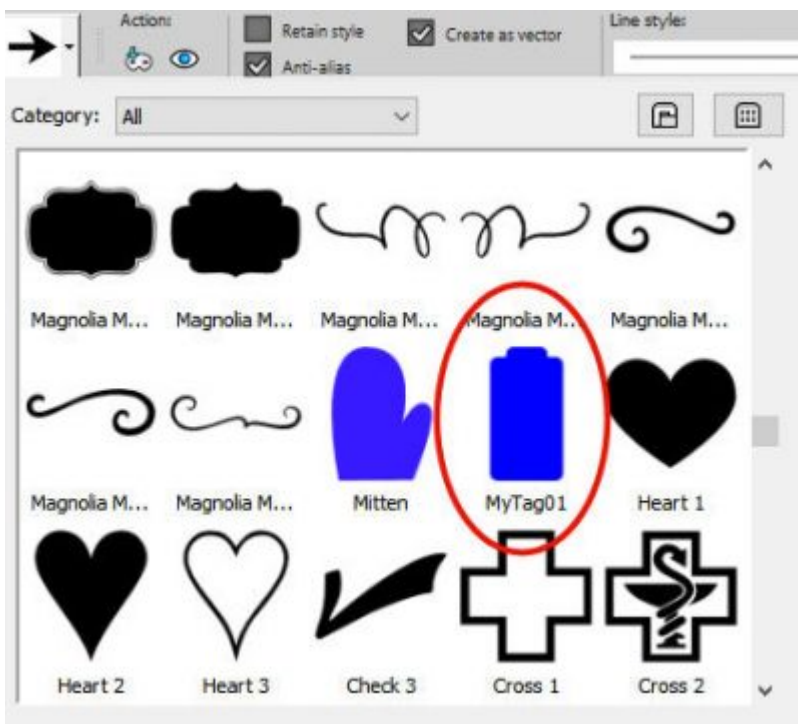 Actions
Retain style
Create as vector
Line style:
Anti-alias
Category: All
Magnolia M... Magnolia M... Magnolia M... Magnolia M... Magnolia M...
Magnolia M... Magnolia M... Mitten MyTag01 Heart 1
Heart 2 Heart 3 Check 3 Cross 1 Cross 2